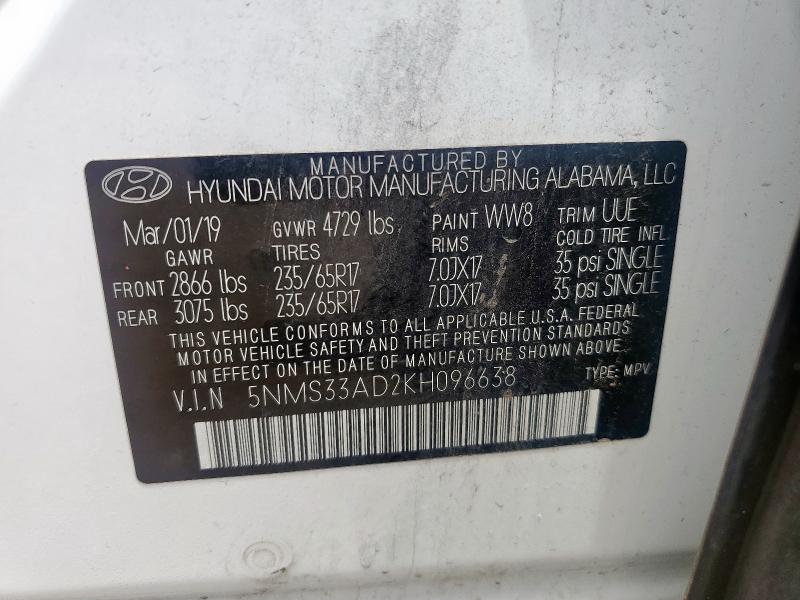 MANUFACTURED BY
HYUNDAI MOTOR MANUFACTURING ALABAMA, LLC
Mar/01/19 GVWR 4729 lbs PAINT WW8 TRIM UUE
GAWR TIRES RIMS COLD TIRE INFL
FRONT 2866 lbs 235/65R17 7.0JX17 35 psi SINGLE
REAR 3075 lbs 235/65R17 7.0JX17 35 psi SINGLE
THIS VEHICLE CONFORMS TO ALL APPLICABLE U.S.A. FEDERAL
MOTOR VEHICLE SAFETY AND THEFT PREVENTION STANDARDS
IN EFFECT ON THE DATE OF MANUFACTURE SHOWN ABOVE.
V.I.N 5NMS33AD2KH096638 TYPE: MPV